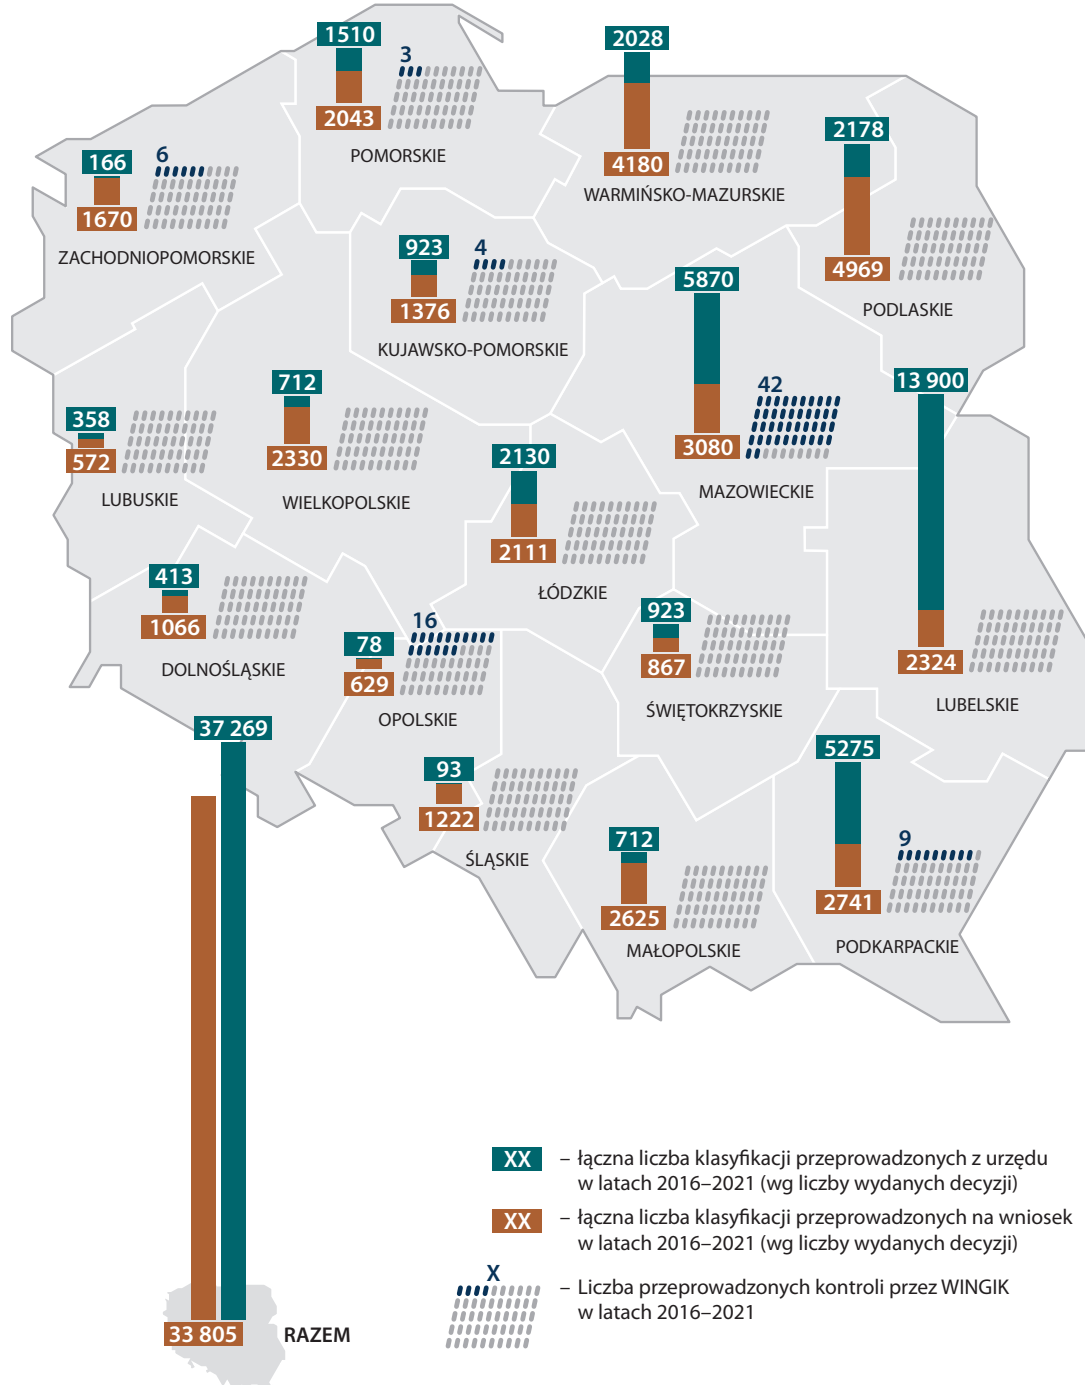 1510
3
2043
POMORSKIE
2028
4180
WARMIŃSKO-MAZURSKIE
2178
4969
PODLASKIE
166
6
1670
ZACHODNIOPOMORSKIE
923
4
1376
KUJAWSKO-POMORSKIE
5870
42
3080
MAZOWIECKIE
13 900
2324
LUBELSKIE
358
572
LUBUSKIE
712
2330
WIELKOPOLSKIE
2130
2111
ŁÓDZKIE
413
1066
DOLNOŚLĄSKIE
78
16
629
OPOLSKIE
923
867
ŚWIĘTOKRZYSKIE
93
1222
ŚLĄSKIE
712
2625
MAŁOPOLSKIE
5275
9
2741
PODKARPACKIE
37 269
33 805
RAZEM
XX – łączna liczba klasyfikacji przeprowadzonych z urzędu
w latach 2016–2021 (wg liczby wydanych decyzji)
XX – łączna liczba klasyfikacji przeprowadzonych na wniosek
w latach 2016–2021 (wg liczby wydanych decyzji)
X
– Liczba przeprowadzonych kontroli przez WINGIK
w latach 2016–2021